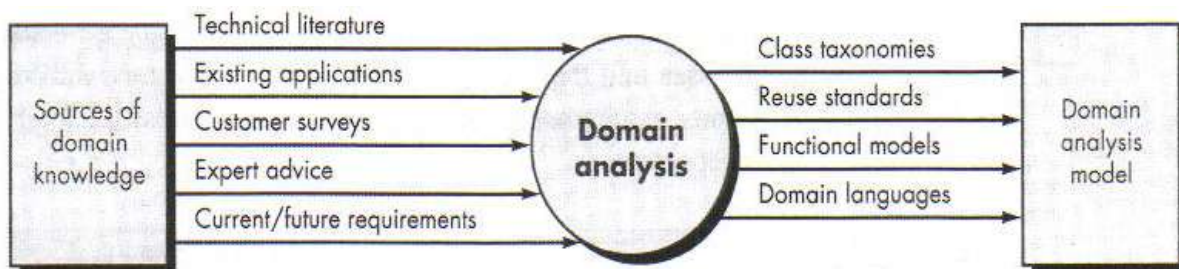 Sources of
domain
knowledge
Technical literature
Existing applications
Customer surveys
Expert advice
Current/future requirements
Domain
analysis
Class taxonomies
Reuse standards
Functional models
Domain languages
Domain
analysis
model